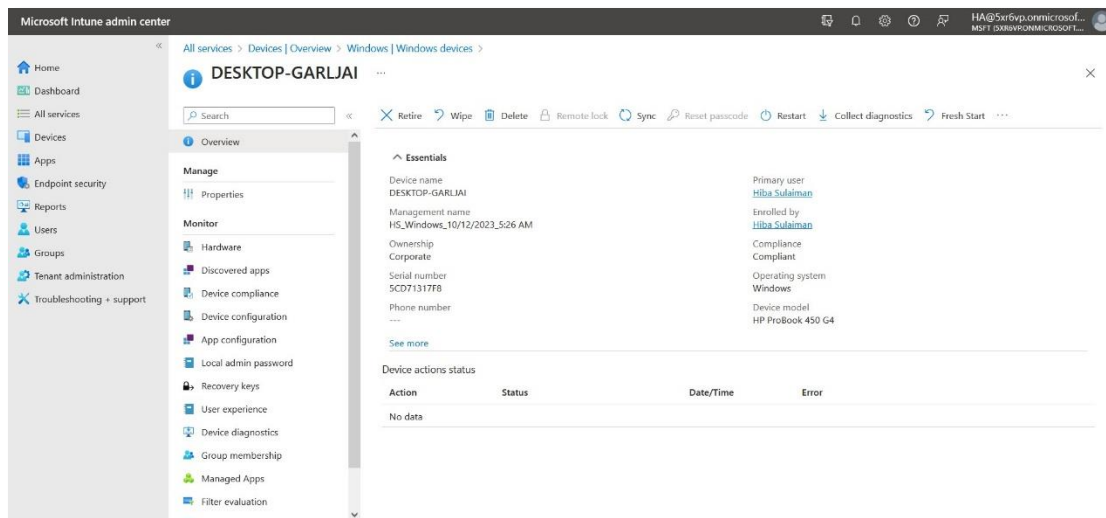 Microsoft Intune admin center
HA@5xr6vp.onmicrosof...
MSFT (5XR6VP.ONMICROSOFT....
Home
Dashboard
All services
Devices
Apps
Endpoint security
Reports
Users
Groups
Tenant administration
Troubleshooting + support
All services > Devices | Overview > Windows | Windows devices >
DESKTOP-GARLJAI ...
Search
Overview
Manage
Properties
Monitor
Hardware
Discovered apps
Device compliance
Device configuration
App configuration
Local admin password
Recovery keys
User experience
Device diagnostics
Group membership
Managed Apps
Filter evaluation
Retire Wipe Delete Remote lock Sync Reset passcode Restart Collect diagnostics Fresh Start ...
Essentials
Device name
DESKTOP-GARLJAI
Management name
HS_Windows_10/12/2023_5:26 AM
Ownership
Corporate
Serial number
5CD71317F8
Phone number
---
Primary user
Hiba Sulaiman
Enrolled by
Hiba Sulaiman
Compliance
Compliant
Operating system
Windows
Device model
HP ProBook 450 G4
See more
Device actions status
Action Status Date/Time Error
No data